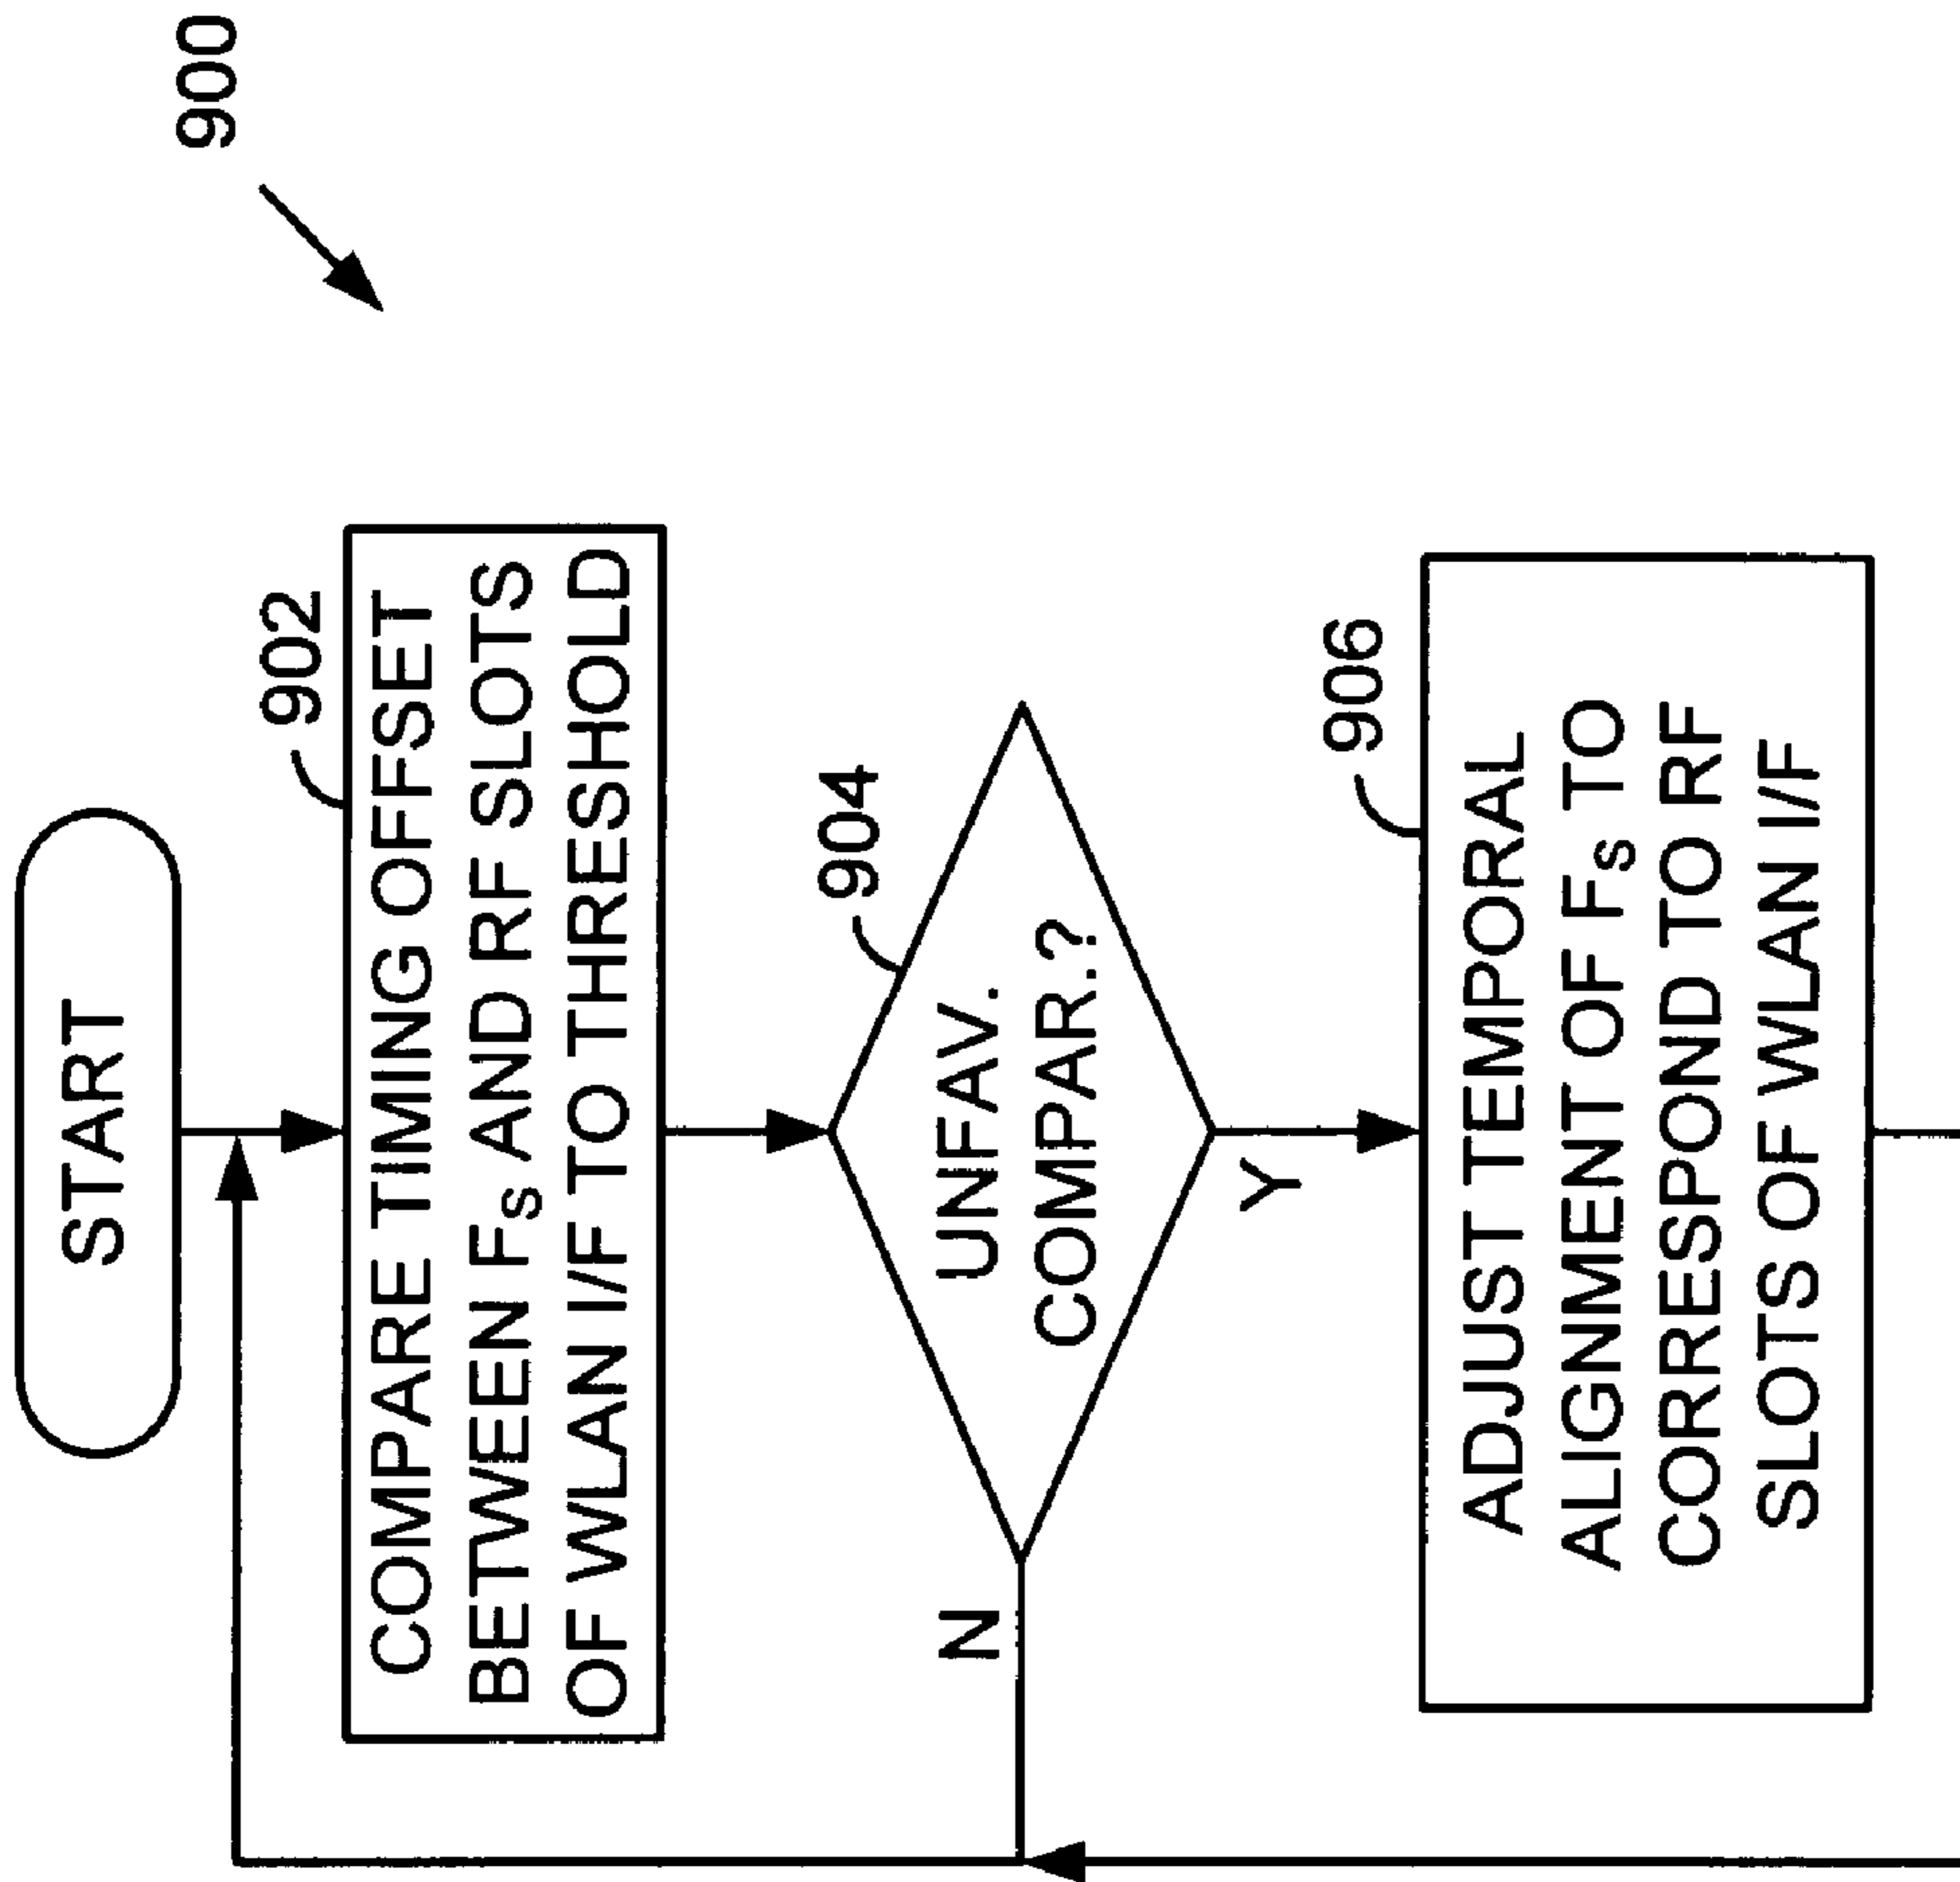 900
START
902
COMPARE TIMING OFFSET
BETWEEN Fs AND RF SLOTS
OF WLAN I/F TO THRESHOLD
904
UNFAV.
COMPAR.?
N
Y
906
ADJUST TEMPORAL
ALIGNMENT OF Fs TO
CORRESPOND TO RF
SLOTS OF WLAN I/F